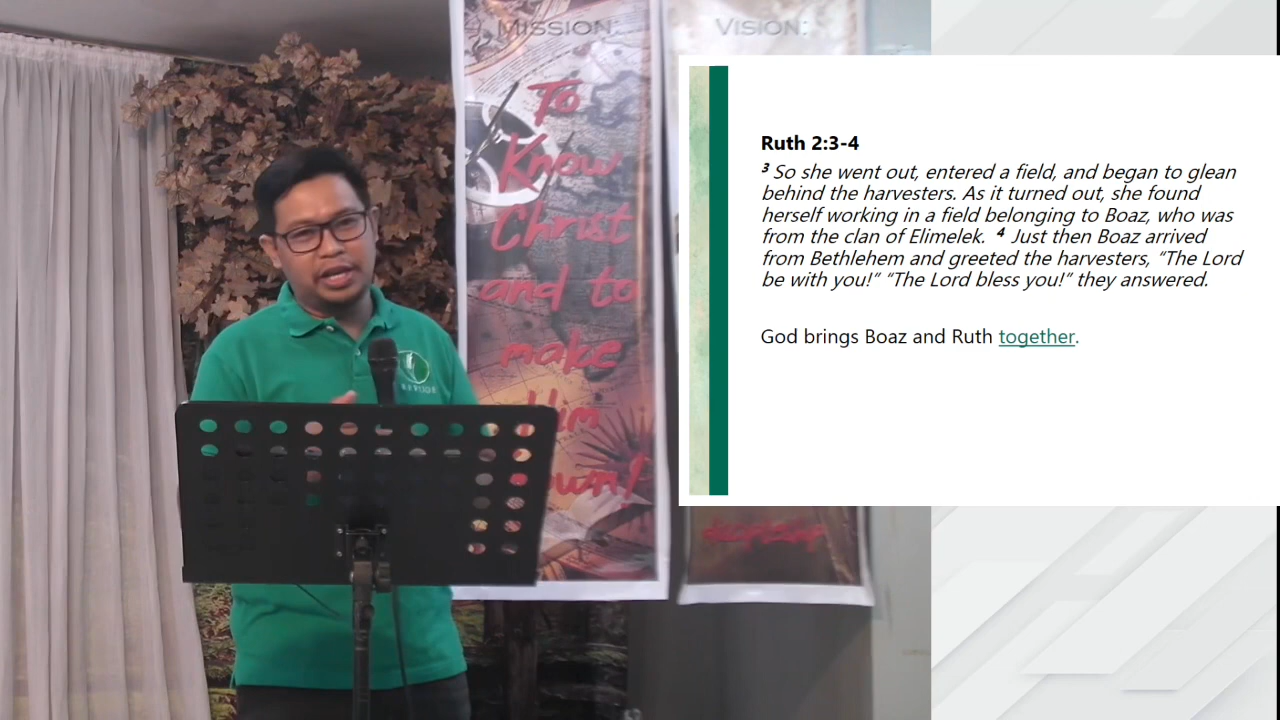 MISSION:
To
Know
Christ
and to
make
Him
VISION:
Ruth 2:3-4
³ So she went out, entered a field, and began to glean
behind the harvesters. As it turned out, she found
herself working in a field belonging to Boaz, who was
from the clan of Elimelek. ⁴ Just then Boaz arrived
from Bethlehem and greeted the harvesters, “The Lord
be with you!” “The Lord bless you!” they answered.
God brings Boaz and Ruth together.